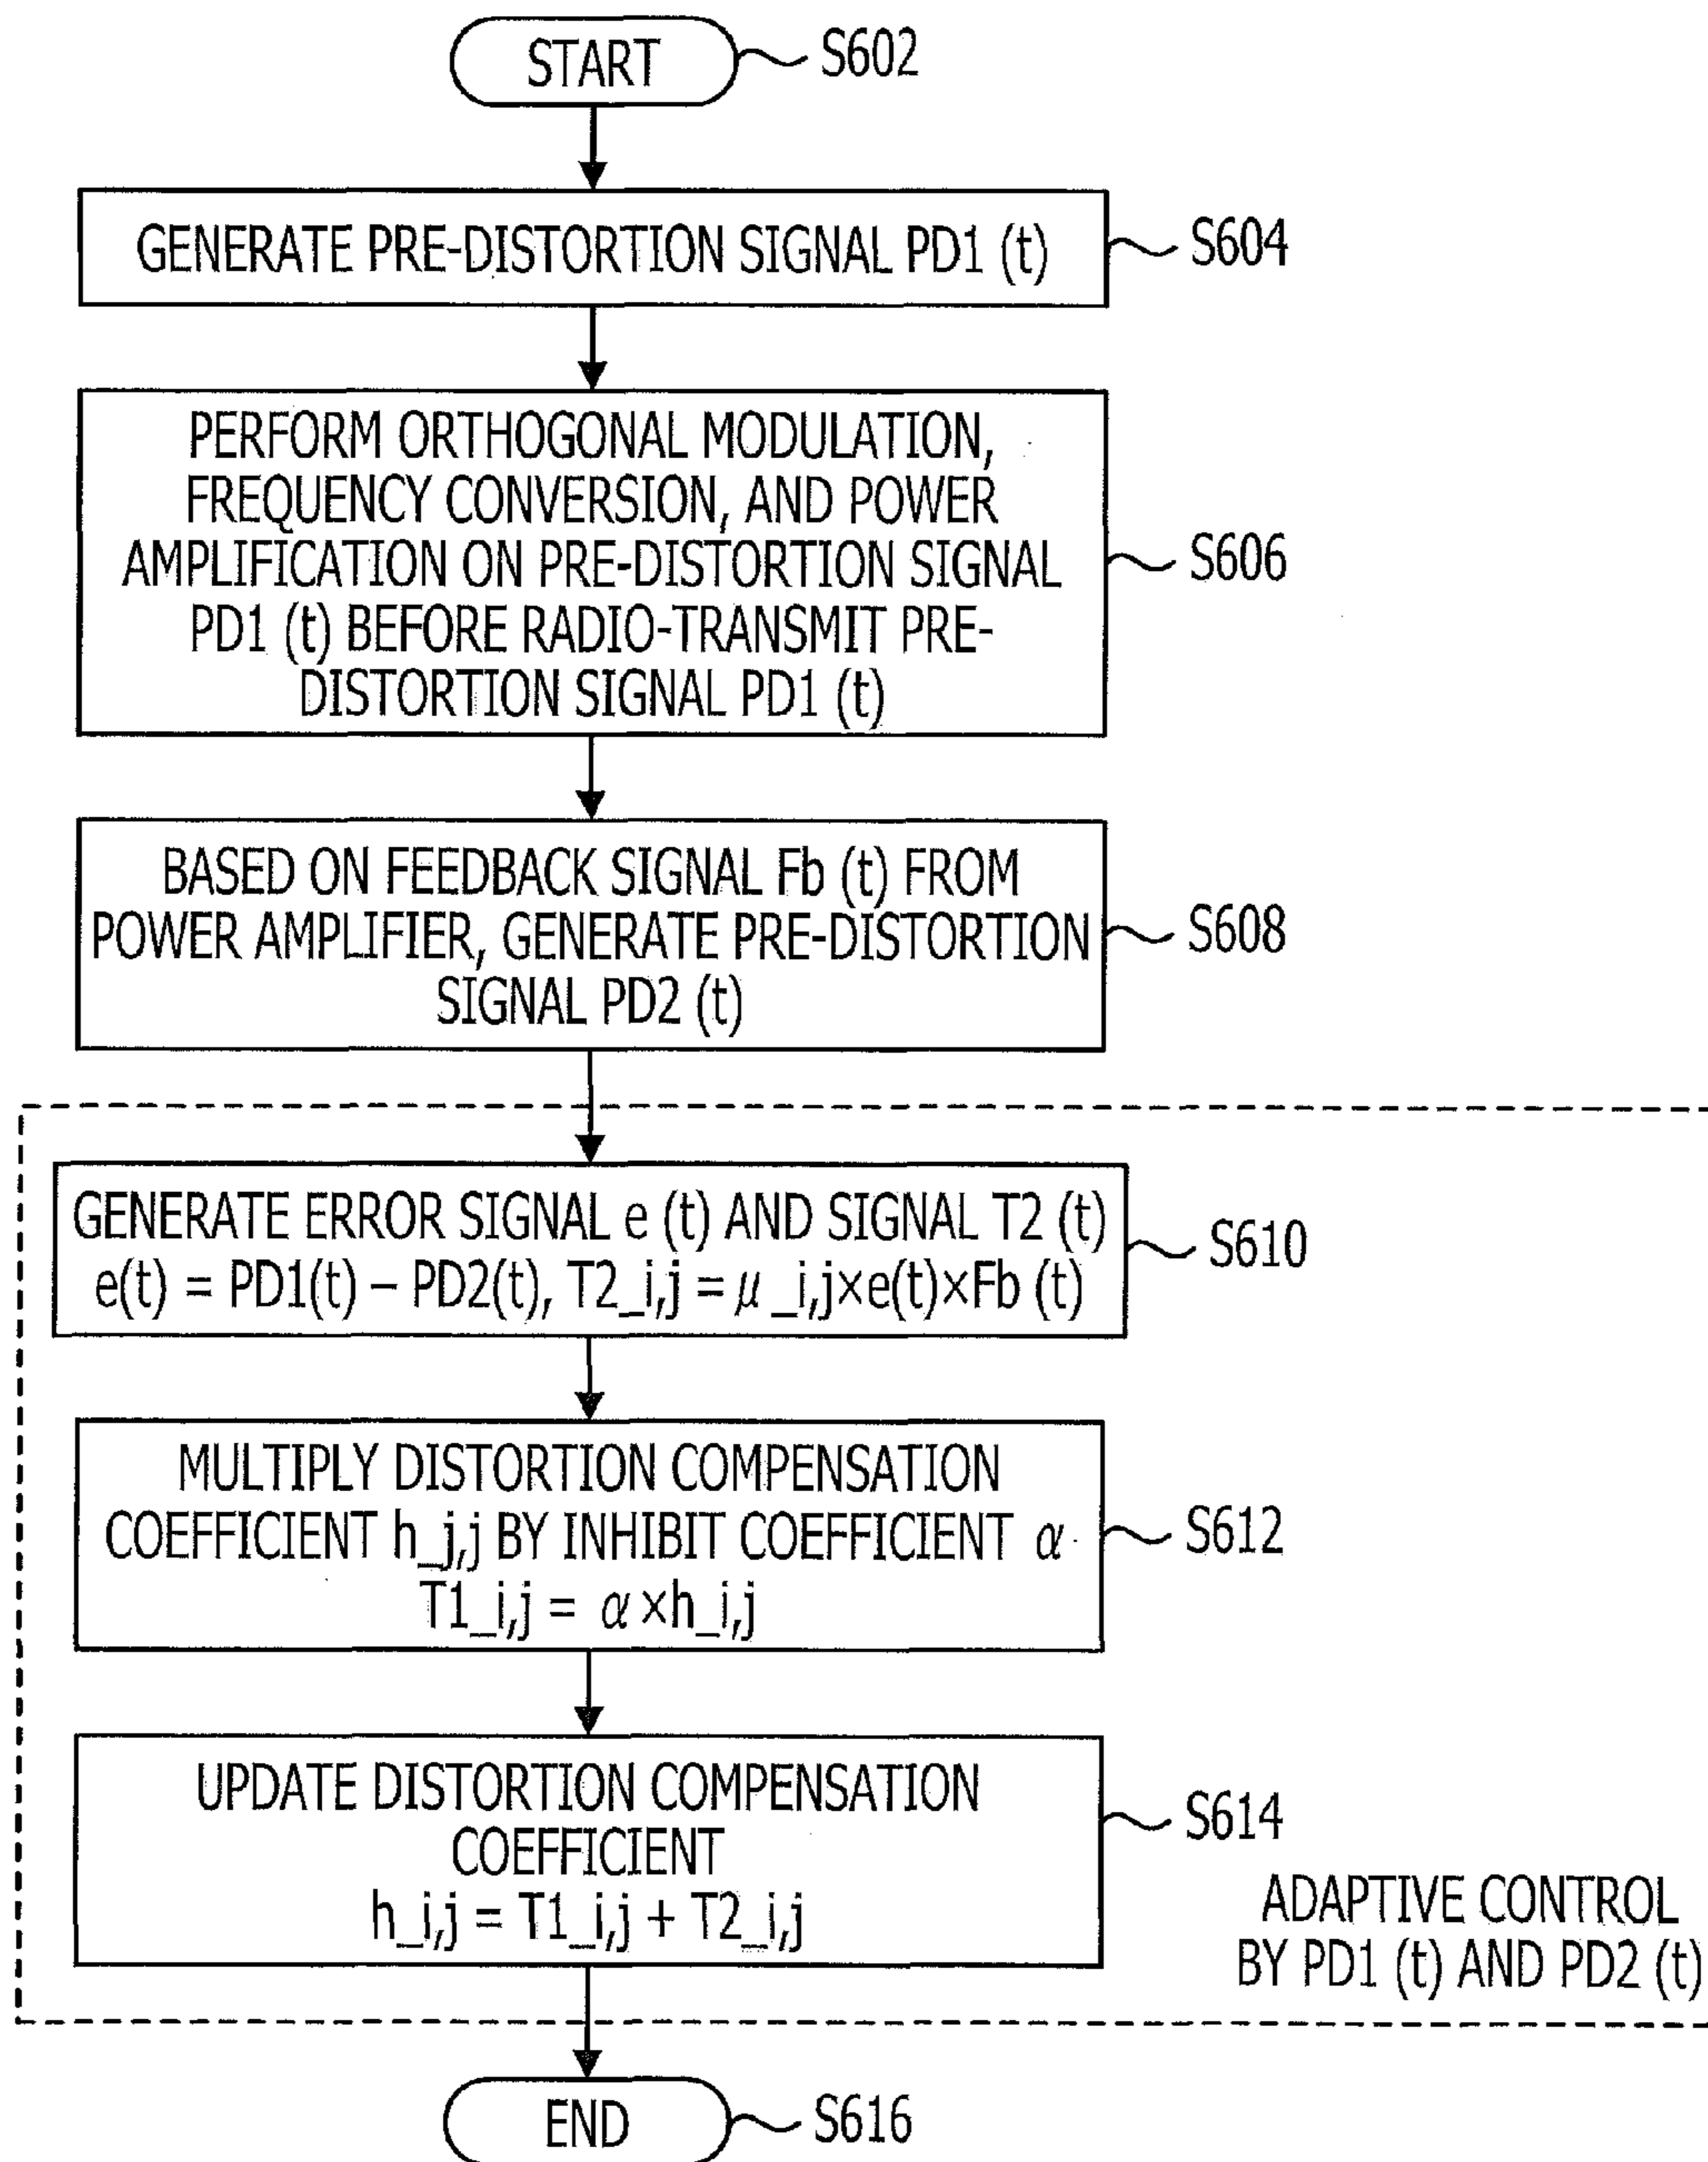 START
S602
GENERATE PRE-DISTORTION SIGNAL PD1 (t)
S604
PERFORM ORTHOGONAL MODULATION,
FREQUENCY CONVERSION, AND POWER
AMPLIFICATION ON PRE-DISTORTION SIGNAL
PD1 (t) BEFORE RADIO-TRANSMIT PRE-
DISTORTION SIGNAL PD1 (t)
S606
BASED ON FEEDBACK SIGNAL Fb (t) FROM
POWER AMPLIFIER, GENERATE PRE-DISTORTION
SIGNAL PD2 (t)
S608
GENERATE ERROR SIGNAL e (t) AND SIGNAL T2 (t)
e(t) = PD1(t) – PD2(t), T2_i,j = μ_i,j×e(t)×Fb (t)
S610
MULTIPLY DISTORTION COMPENSATION
COEFFICIENT h_j,j BY INHIBIT COEFFICIENT α
T1_i,j = α×h_i,j
S612
UPDATE DISTORTION COMPENSATION
COEFFICIENT
h_i,j = T1_i,j + T2_i,j
S614
ADAPTIVE CONTROL
BY PD1 (t) AND PD2 (t)
END
S616